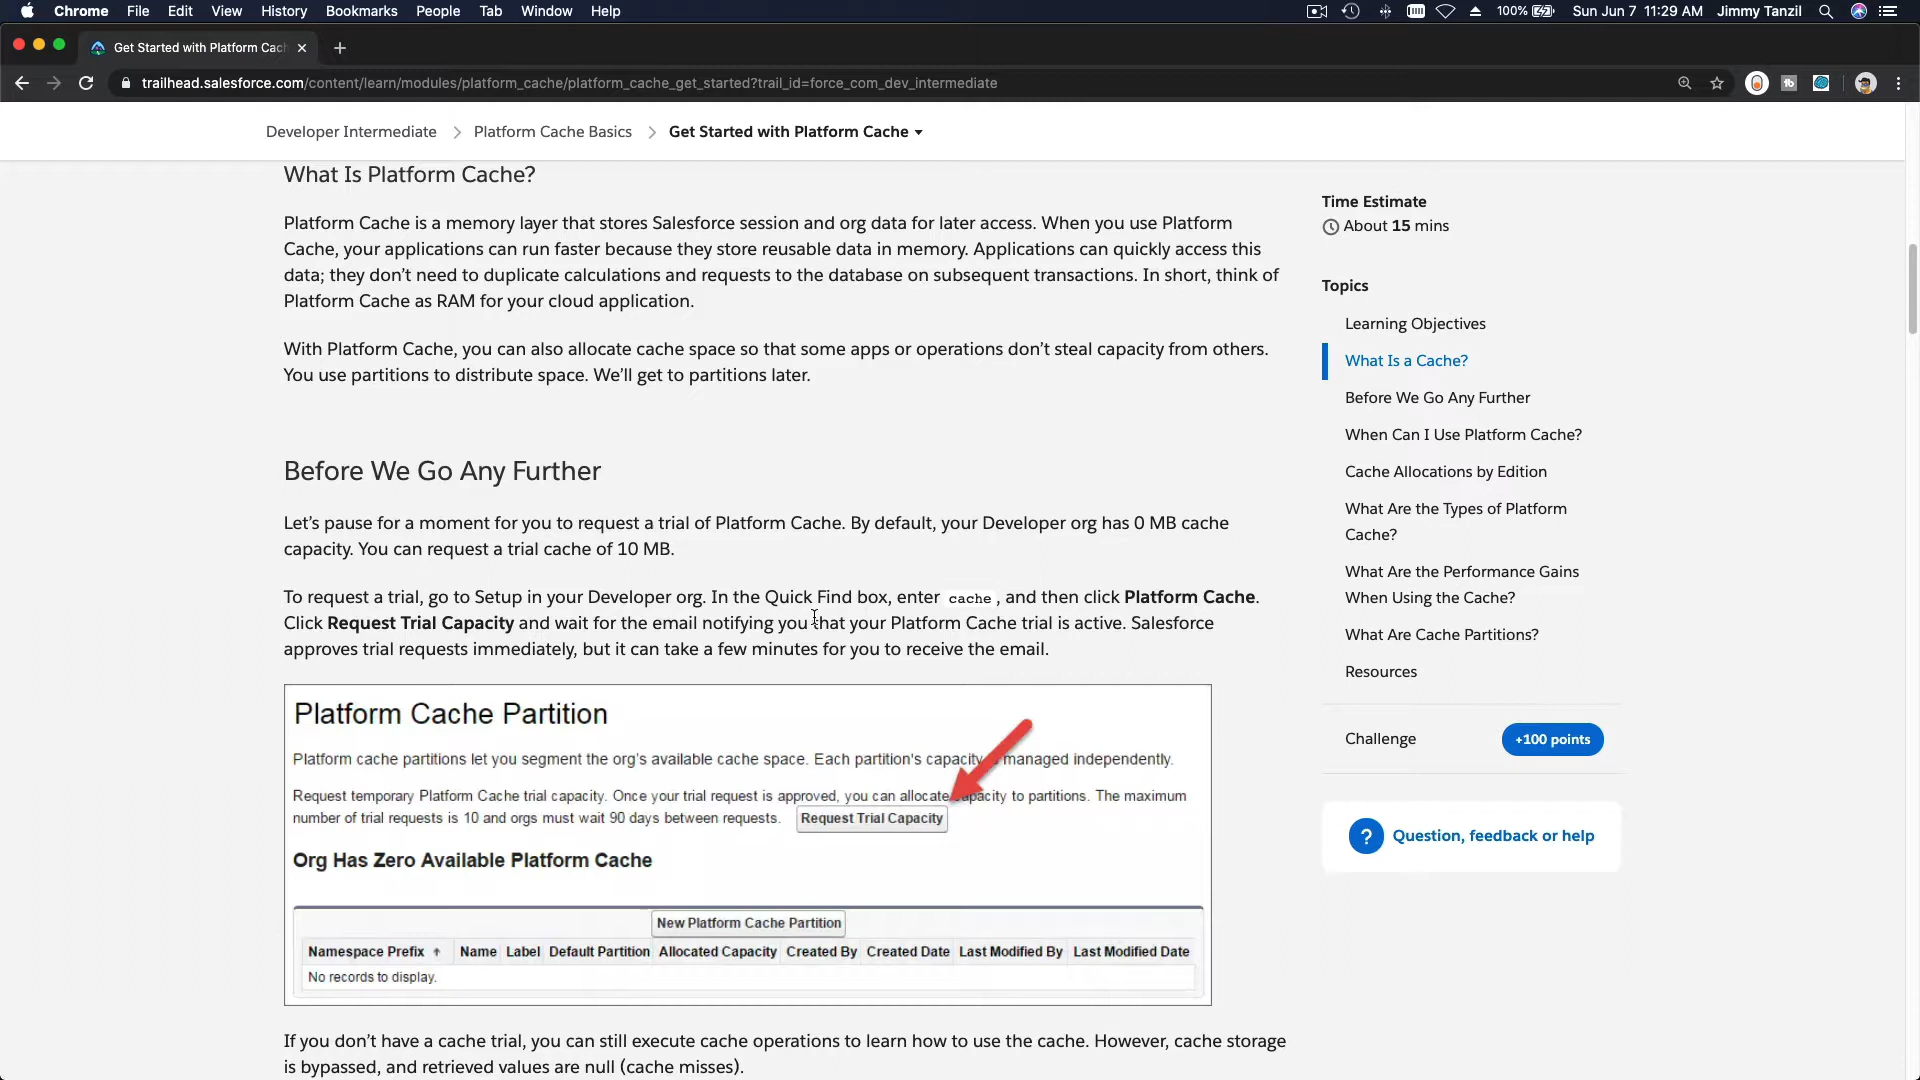 Chrome File Edit View History Bookmarks People Tab Window Help 100% Sun Jun 7 11:29 AM Jimmy Tanzil
Get Started with Platform Cach
trailhead.salesforce.com/content/learn/modules/platform_cache/platform_cache_get_started?trail_id=force_com_dev_intermediate
Developer Intermediate Platform Cache Basics Get Started with Platform Cache
What Is Platform Cache?
Platform Cache is a memory layer that stores Salesforce session and org data for later access. When you use Platform
Cache, your applications can run faster because they store reusable data in memory. Applications can quickly access this
data; they don’t need to duplicate calculations and requests to the database on subsequent transactions. In short, think of
Platform Cache as RAM for your cloud application.
With Platform Cache, you can also allocate cache space so that some apps or operations don’t steal capacity from others.
You use partitions to distribute space. We’ll get to partitions later.
Before We Go Any Further
Let’s pause for a moment for you to request a trial of Platform Cache. By default, your Developer org has 0 MB cache
capacity. You can request a trial cache of 10 MB.
To request a trial, go to Setup in your Developer org. In the Quick Find box, enter cache, and then click Platform Cache.
Click Request Trial Capacity and wait for the email notifying you that your Platform Cache trial is active. Salesforce
approves trial requests immediately, but it can take a few minutes for you to receive the email.
Platform Cache Partition
Platform cache partitions let you segment the org's available cache space. Each partition's capacity managed independently.
Request temporary Platform Cache trial capacity. Once your trial request is approved, you can allocate capacity to partitions. The maximum
number of trial requests is 10 and orgs must wait 90 days between requests. Request Trial Capacity
Org Has Zero Available Platform Cache
New Platform Cache Partition
Namespace Prefix Name Label Default Partition Allocated Capacity Created By Created Date Last Modified By Last Modified Date
No records to display.
If you don’t have a cache trial, you can still execute cache operations to learn how to use the cache. However, cache storage
is bypassed, and retrieved values are null (cache misses).
Time Estimate
About 15 mins
Topics
Learning Objectives
What Is a Cache?
Before We Go Any Further
When Can I Use Platform Cache?
Cache Allocations by Edition
What Are the Types of Platform
Cache?
What Are the Performance Gains
When Using the Cache?
What Are Cache Partitions?
Resources
Challenge +100 points
? Question, feedback or help